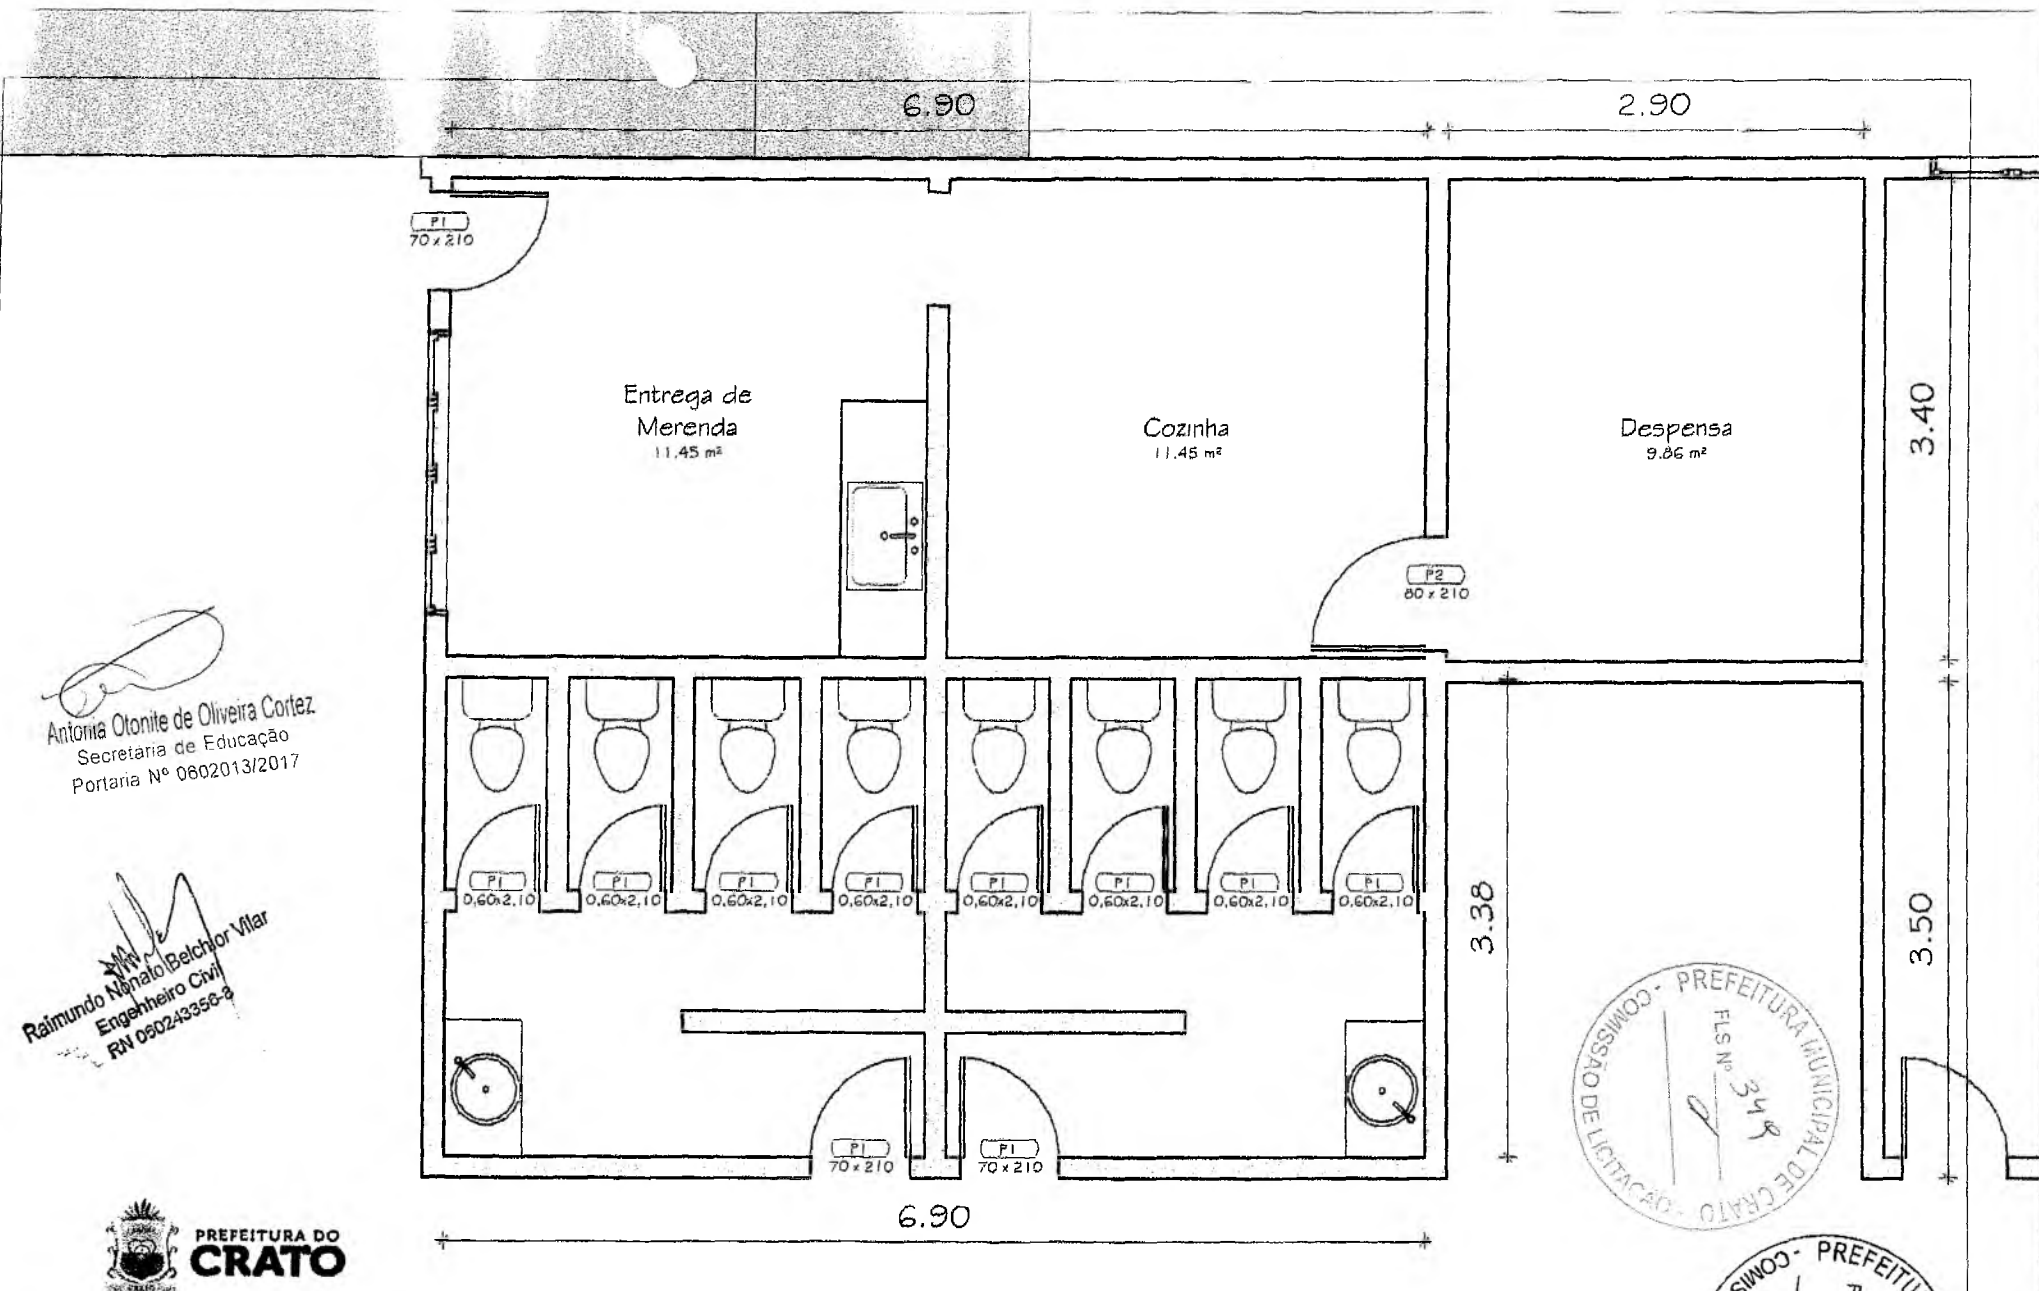 6.90
2.90
P1
70 x 210
Entrega de
Merenda
11.45 m²
Cozinha
11.45 m²
Despensa
9.86 m²
3.40
P2
80 x 210
Antonia Otonite de Oliveira Cortez
Secretária de Educação
Portaria Nº 0602013/2017
P1
0,60x2,10
P1
0,60x2,10
P1
0,60x2,10
P1
0,60x2,10
P1
0,60x2,10
P1
0,60x2,10
P1
0,60x2,10
P1
0,60x2,10
3.38
3.50
Raimundo Nonato Belchior Vilar
Engenheiro Civil
RN 060243356-8
PREFEITURA MUNICIPAL DE CRATO
- COMISSÃO DE LICITAÇÃO -
FLS Nº 349
P1
70 x 210
P1
70 x 210
6.90
PREFEITURA DO
CRATO